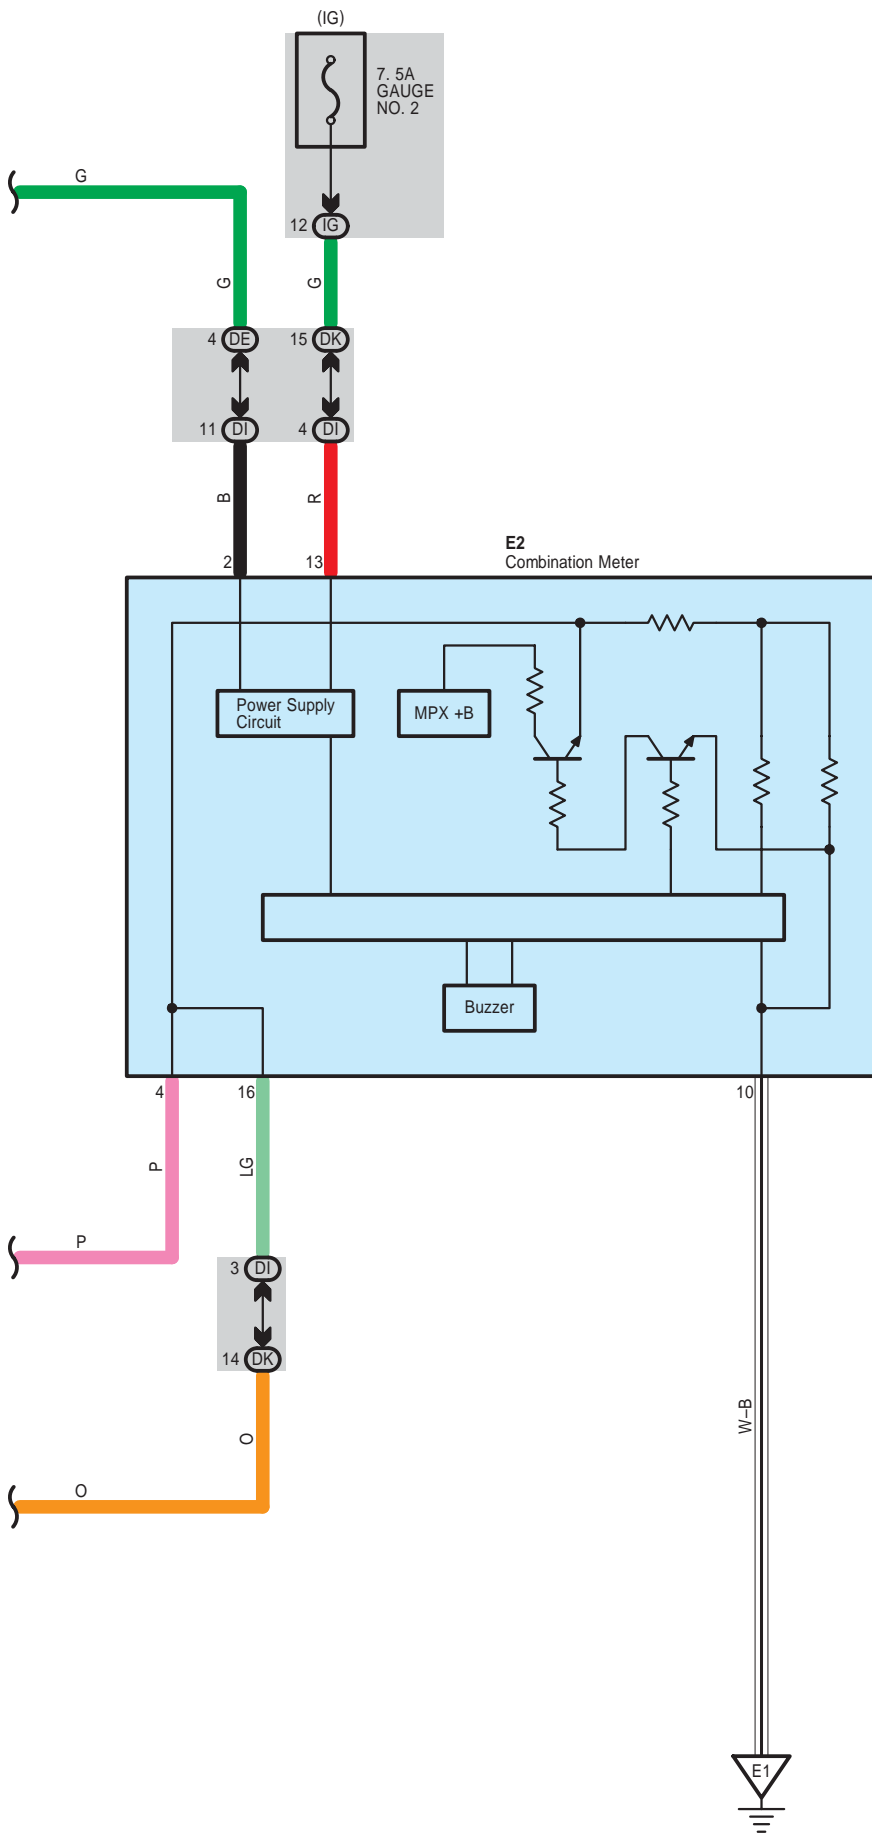 (IG)
7. 5A
GAUGE
NO. 2
G
12 IG
G
G
4 DE
15 DK
11 DI
4 DI
B
R
E2
2
13
Combination Meter
Power Supply
Circuit
MPX +B
Buzzer
4
16
10
P
LG
P
3 DI
14 DK
W–B
O
O
E1